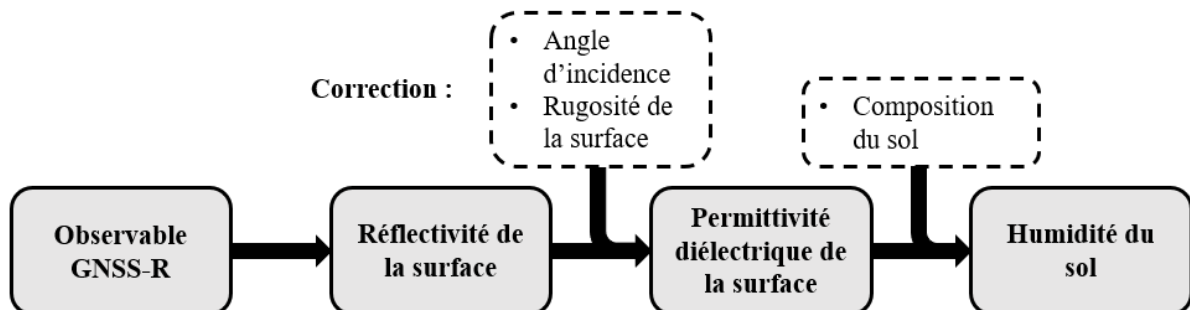 Correction :
• Angle
d’incidence
• Rugosité de
la surface
• Composition
du sol
Observable
GNSS-R
Réflectivité de
la surface
Permittivité
diélectrique de
la surface
Humidité du
sol